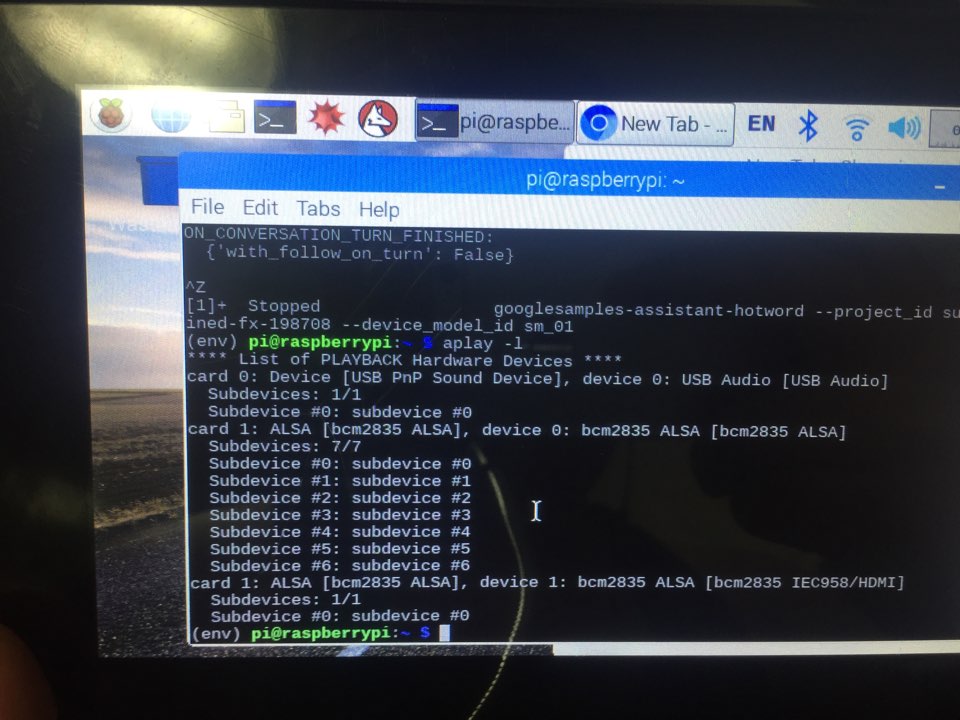 pi@raspbe...
New Tab - ...
EN
pi@raspberrypi: ~
File Edit Tabs Help
ON_CONVERSATION_TURN_FINISHED:
{'with_follow_on_turn': False}
^Z
[1]+ Stopped googlesamples-assistant-hotword --project_id su
ined-fx-198708 --device_model_id sm_01
(env) pi@raspberrypi:~ $ aplay -l
**** List of PLAYBACK Hardware Devices ****
card 0: Device [USB PnP Sound Device], device 0: USB Audio [USB Audio]
Subdevices: 1/1
Subdevice #0: subdevice #0
card 1: ALSA [bcm2835 ALSA], device 0: bcm2835 ALSA [bcm2835 ALSA]
Subdevices: 7/7
Subdevice #0: subdevice #0
Subdevice #1: subdevice #1
Subdevice #2: subdevice #2
Subdevice #3: subdevice #3
Subdevice #4: subdevice #4
Subdevice #5: subdevice #5
Subdevice #6: subdevice #6
card 1: ALSA [bcm2835 ALSA], device 1: bcm2835 ALSA [bcm2835 IEC958/HDMI]
Subdevices: 1/1
Subdevice #0: subdevice #0
(env) pi@raspberrypi:~ $